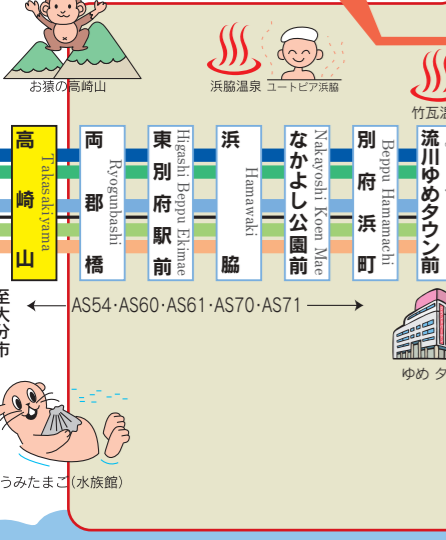 お猿の高崎山
浜脇温泉
ユートピア浜脇
竹瓦温
高崎山
Takasakiyama
両郡橋
Ryogunbashi
東別府駅前
Higashi Beppu Ekimae
浜脇
Hamawaki
なかよし公園前
Nakayoshi Koen Mae
別府浜町
Beppu Hamamachi
流川ゆめタウン前
至大分市
AS54・AS60・AS61・AS70・AS71
ゆめ タ
うみたまご(水族館)